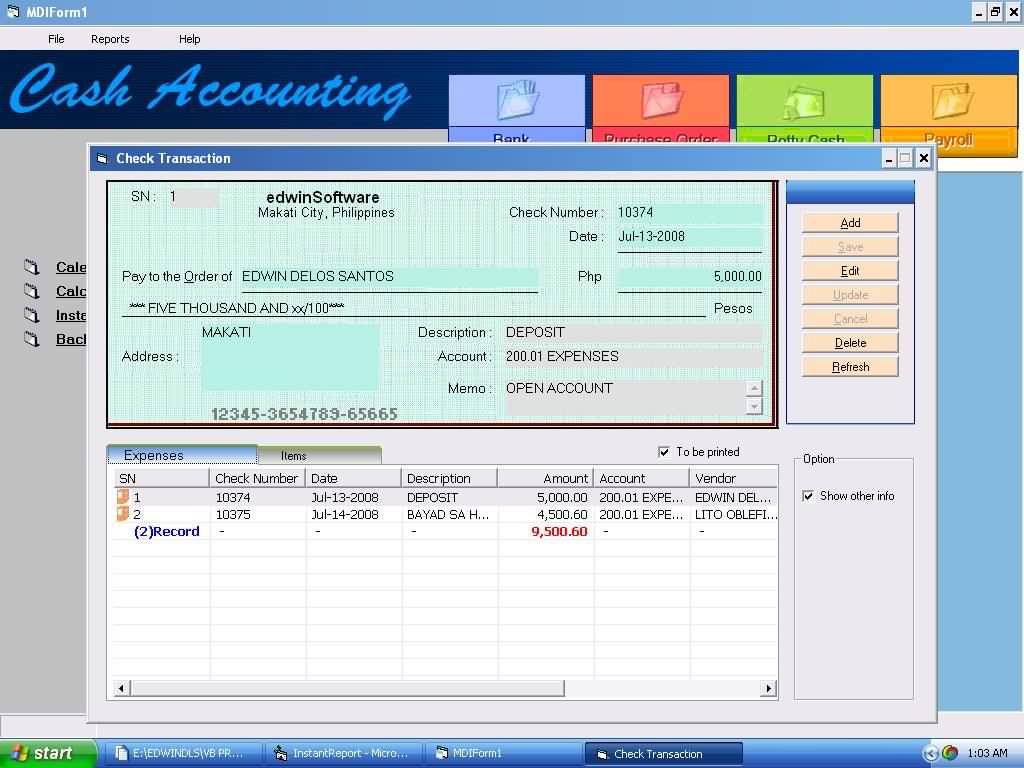 MDIForm1
File Reports Help
Cash Accounting
Bank Purchase Order Petty Cash Payroll
Check Transaction
SN : 1 edwinSoftware
Makati City, Philippines
Check Number : 10374
Date : Jul-13-2008
Pay to the Order of EDWIN DELOS SANTOS Php 5,000.00
*** FIVE THOUSAND AND xx/100*** Pesos
Address : MAKATI
Description : DEPOSIT
Account : 200.01 EXPENSES
Memo : OPEN ACCOUNT
12345-3654789-65665
Add
Save
Edit
Update
Cancel
Delete
Refresh
Cale
Calc
Inste
Bacl
Expenses Items To be printed
SN Check Number Date Description Amount Account Vendor
1 10374 Jul-13-2008 DEPOSIT 5,000.00 200.01 EXPE... EDWIN DEL...
2 10375 Jul-14-2008 BAYAD SA H... 4,500.60 200.01 EXPE... LITO OBLEFI...
(2)Record - - - 9,500.60 - -
Option
Show other info
start E:\EDWINDLS\VB PR... InstantReport - Micro... MDIForm1 Check Transaction 1:03 AM